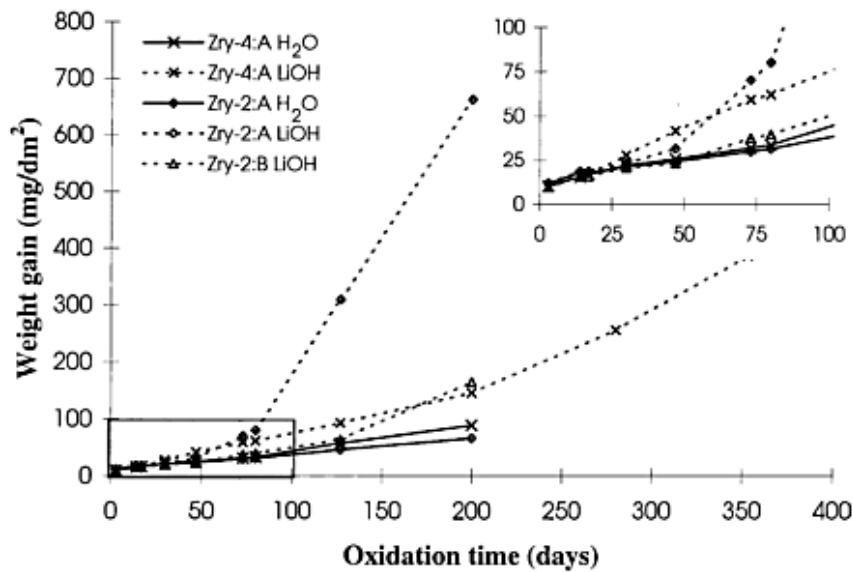 800
700
600
500
400
300
200
100
0
Weight gain (mg/dm²)
Zry-4:A H₂O
Zry-4:A LiOH
Zry-2:A H₂O
Zry-2:A LiOH
Zry-2:B LiOH
100
75
50
25
0
0 25 50 75 100
0 50 100 150 200 250 300 350 400
Oxidation time (days)